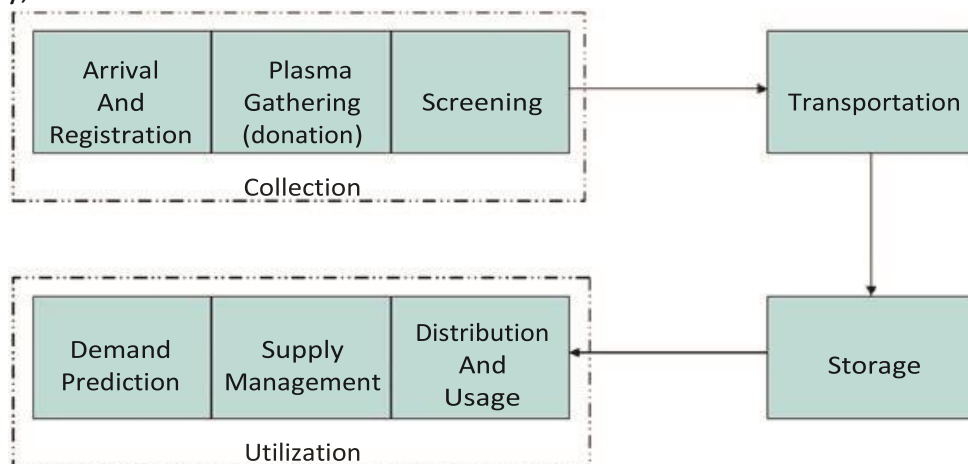 Arrival
And
Registration
Plasma
Gathering
(donation)
Screening
Transportation
Collection
Demand
Prediction
Supply
Management
Distribution
And
Usage
Storage
Utilization